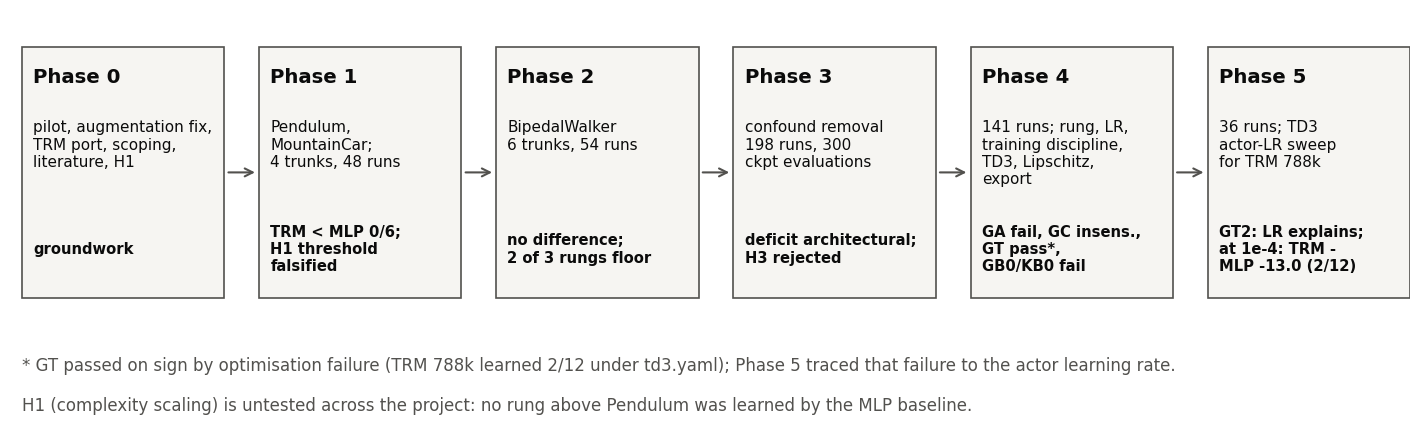 Phase 0
pilot, augmentation fix,
TRM port, scoping,
literature, H1
groundwork
Phase 1
Pendulum,
MountainCar;
4 trunks, 48 runs
TRM < MLP 0/6;
H1 threshold
falsified
Phase 2
BipedalWalker
6 trunks, 54 runs
no difference;
2 of 3 rungs floor
Phase 3
confound removal
198 runs, 300
ckpt evaluations
deficit architectural;
H3 rejected
Phase 4
141 runs; rung, LR,
training discipline,
TD3, Lipschitz,
export
GA fail, GC insens.,
GT pass*,
GB0/KB0 fail
Phase 5
36 runs; TD3
actor-LR sweep
for TRM 788k
GT2: LR explains;
at 1e-4: TRM -
MLP -13.0 (2/12)
* GT passed on sign by optimisation failure (TRM 788k learned 2/12 under td3.yaml); Phase 5 traced that failure to the actor learning rate.
H1 (complexity scaling) is untested across the project: no rung above Pendulum was learned by the MLP baseline.